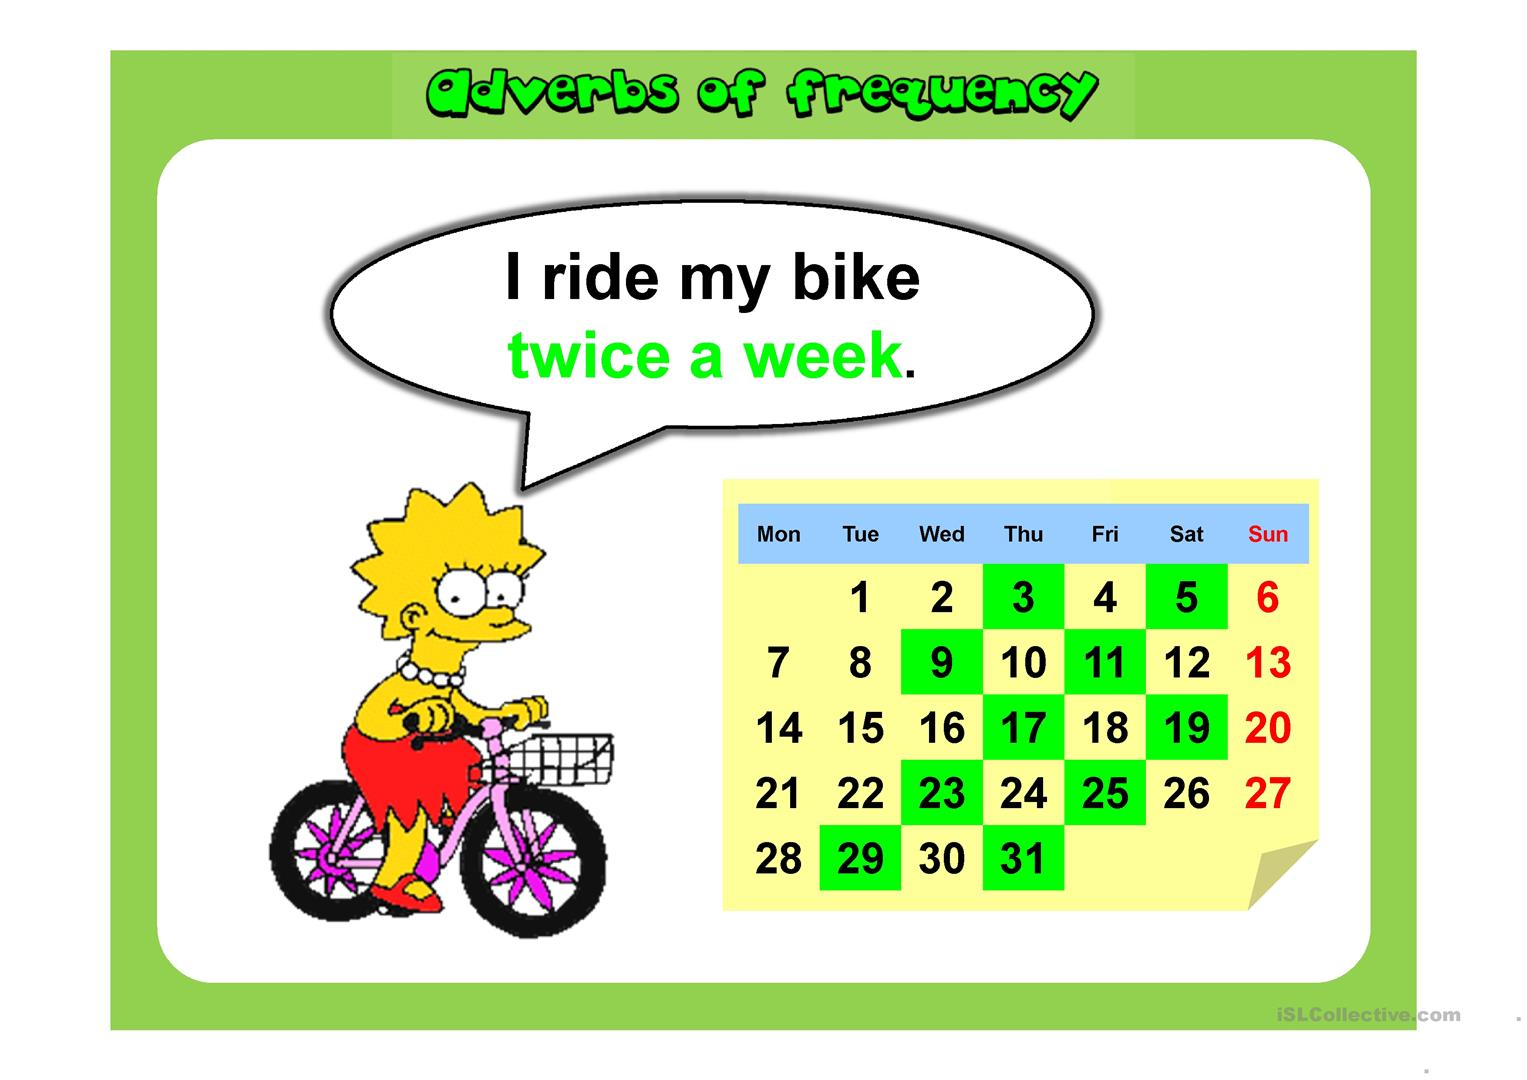 adverbs of frequency
I ride my bike
twice a week.
Mon Tue Wed Thu Fri Sat Sun
1 2 3 4 5 6
7 8 9 10 11 12 13
14 15 16 17 18 19 20
21 22 23 24 25 26 27
28 29 30 31
iSLCollective.com